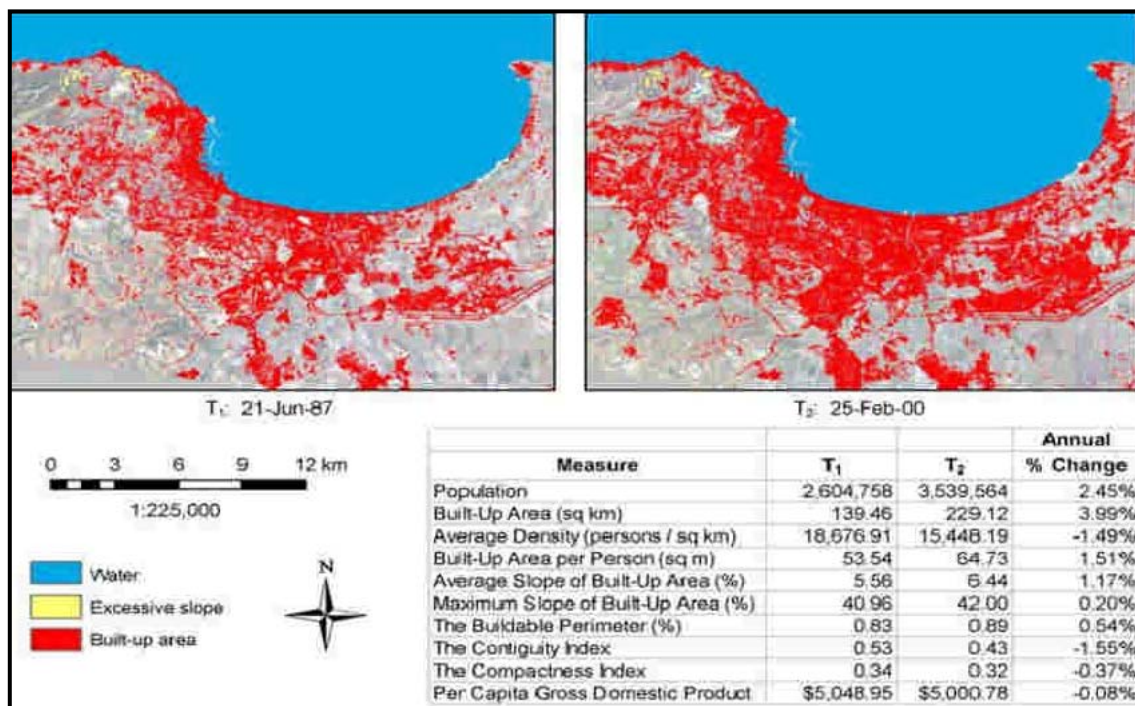 T₁: 21-Jun-87
T₂: 25-Feb-00
0 3 6 9 12 km
1:225,000
Water
Excessive slope
Built-up area
N
Annual
Measure T₁ T₂ % Change
Population 2,604,758 3,539,564 2.45%
Built-Up Area (sq km) 139.46 229.12 3.99%
Average Density (persons / sq km) 18,676.91 15,448.19 -1.49%
Built-Up Area per Person (sq m) 53.54 64.73 1.51%
Average Slope of Built-Up Area (%) 5.56 6.44 1.17%
Maximum Slope of Built-Up Area (%) 40.96 42.00 0.20%
The Buildable Perimeter (%) 0.83 0.89 0.54%
The Contiguity Index 0.53 0.43 -1.55%
The Compactness Index 0.34 0.32 -0.37%
Per Capita Gross Domestic Product $5,048.95 $5,000.78 -0.08%